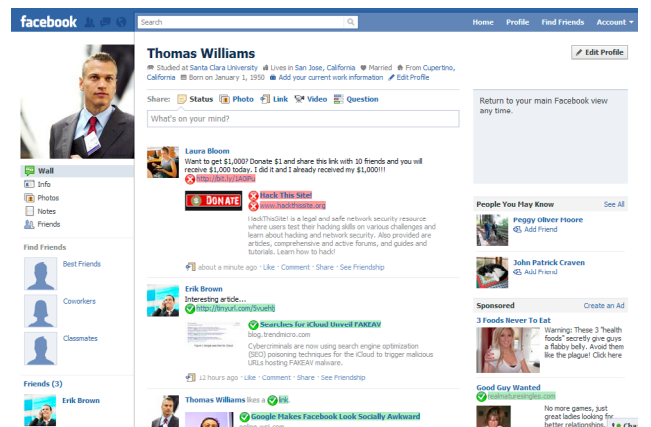 facebook
Search
Home Profile Find Friends Account
Thomas Williams
Edit Profile
Studied at Santa Clara University Lives in San Jose, California Married From Cupertino,
California Born on January 1, 1950 Add your current work information Edit Profile
Share: Status Photo Link Video Question
What's on your mind?
Return to your main Facebook view
any time.
Wall
Info
Photos
Notes
Friends
Find Friends
Best Friends
Coworkers
Classmates
Friends (3)
Erik Brown
Laura Bloom
Want to get $1,000? Donate $1 and share this link with 10 friends and you will
receive $1,000 today. I did it and I already received my $1,000!!!
DONATE
Hack This Site!
www.hackthissite.org
HackThisSite! is a legal and safe network security resource
where users test their hacking skills on various challenges and
learn about hacking and network security. Also provided are
articles, comprehensive and active forums, and guides and
tutorials. Learn how to hack!
about a minute ago · Like · Comment · Share · See Friendship
Erik Brown
Interesting article...
http://tinyurl.com/5vuehlj
Searches for iCloud Unveil FAKEAV
blog.trendmicro.com
Cybercriminals are now using search engine optimization
(SEO) poisoning techniques for the iCloud to trigger malicious
URLs hosting FAKEAV malware.
12 hours ago · Like · Comment · Share · See Friendship
Thomas Williams likes a link.
Google Makes Facebook Look Socially Awkward
People You May Know See All
Peggy Oliver Moore
Add Friend
John Patrick Craven
Add Friend
Sponsored Create an Ad
3 Foods Never To Eat
Warning: These 3 "health
foods" secretly give guys
a flabby belly. Avoid them
like the plague! Click here
Good Guy Wanted
realmaturesingles.com
No more games, just
great ladies looking for
better relationships.